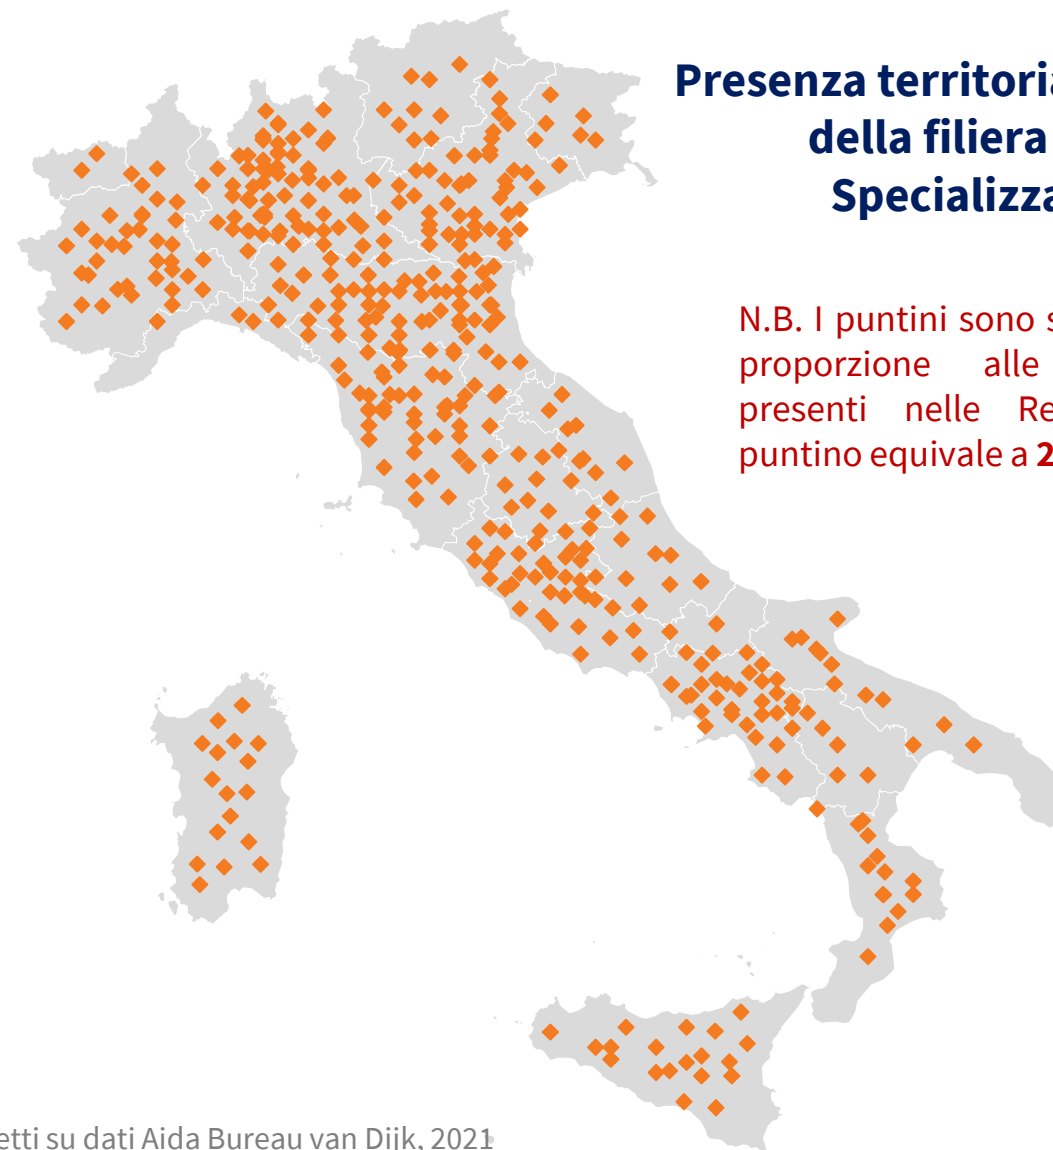 Presenza territoria
della filiera
Specializza
N.B. I puntini sono s
proporzione alle
presenti nelle Re
puntino equivale a 2
etti su dati Aida Bureau van Dijk, 2021